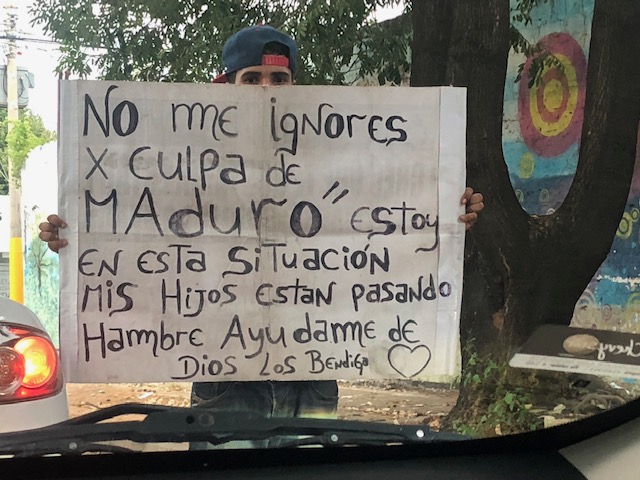 No me ignores
x culpa de
Maduro" estoy
en esta situación
mis hijos estan pasando
Hambre Ayudarme de
Dios Los Bendiga